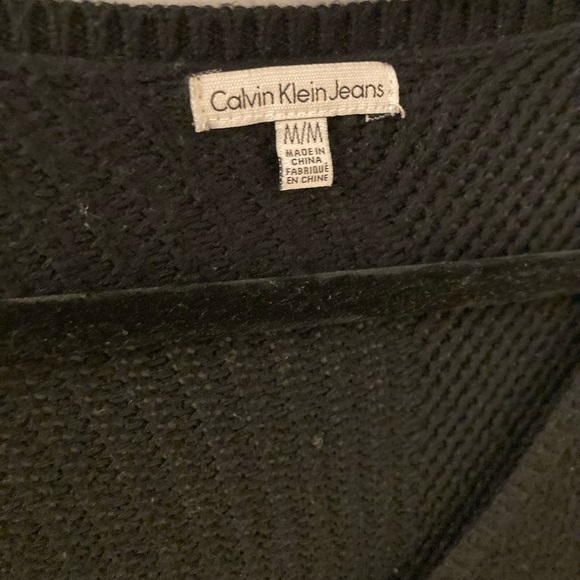 Calvin Klein Jeans
M/M
MADE IN
CHINA
FABRIQUÉ
EN CHINE